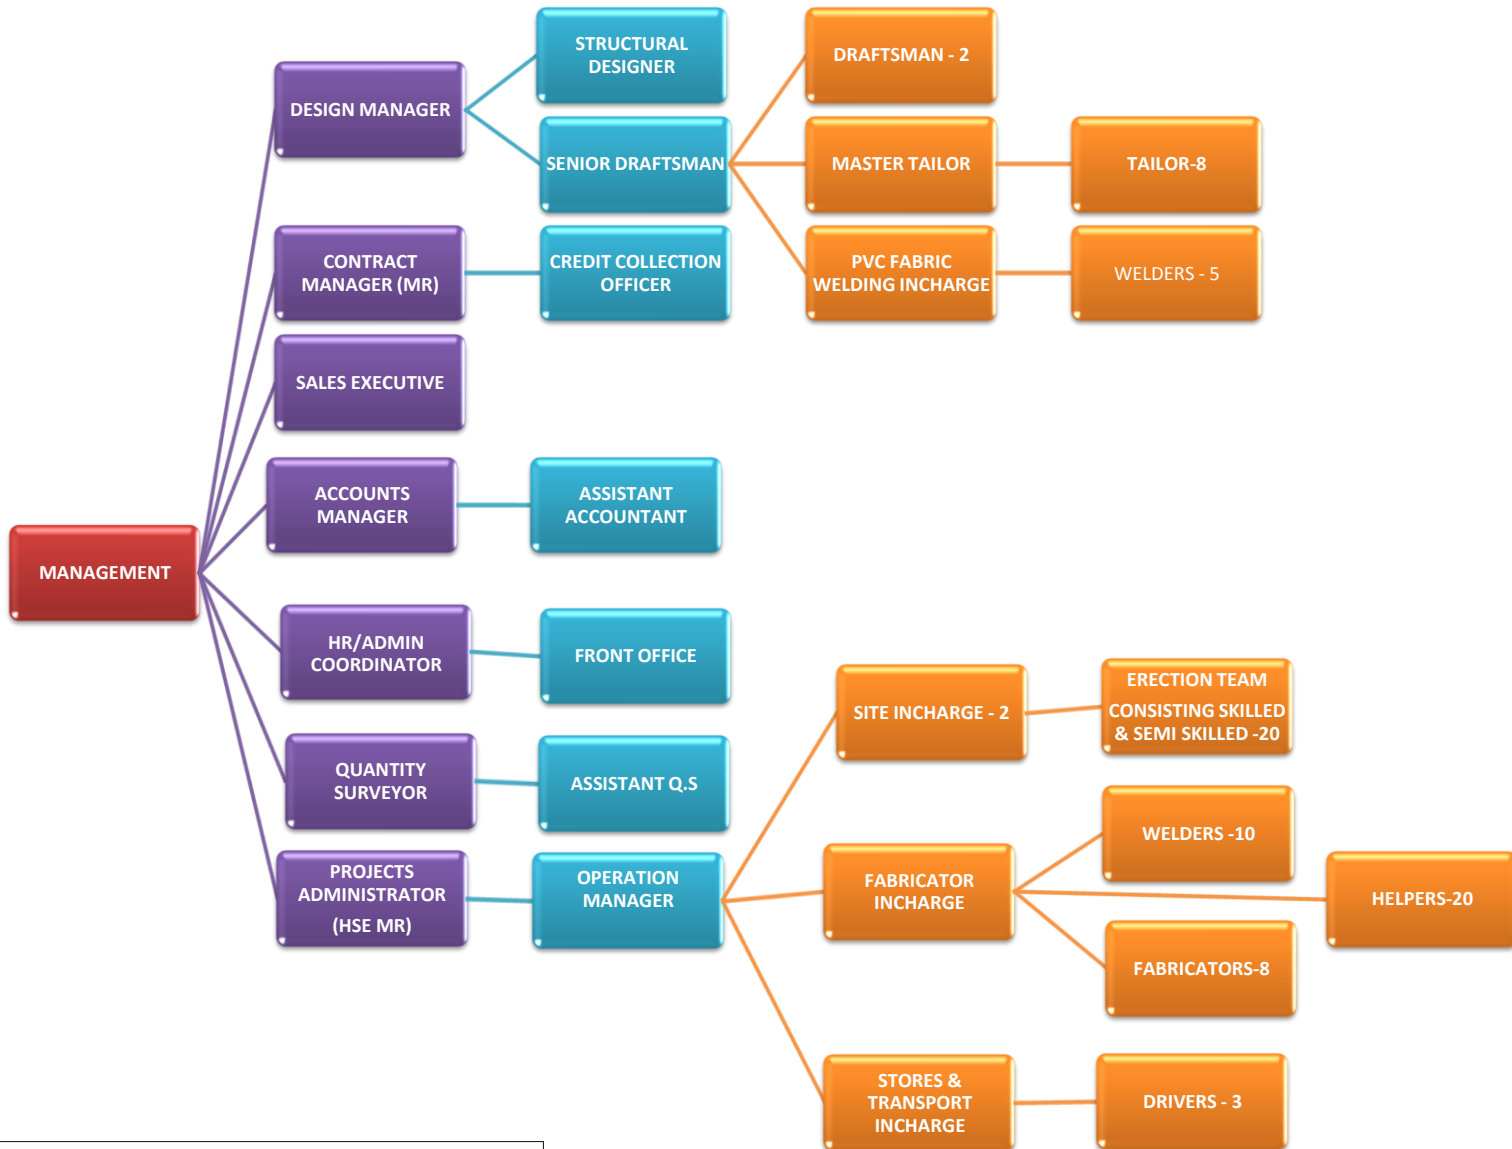 STRUCTURAL
DESIGNER
DRAFTSMAN - 2
DESIGN MANAGER
SENIOR DRAFTSMAN
MASTER TAILOR
TAILOR-8
CONTRACT
MANAGER (MR)
CREDIT COLLECTION
OFFICER
PVC FABRIC
WELDING INCHARGE
WELDERS - 5
SALES EXECUTIVE
ACCOUNTS
MANAGER
ASSISTANT
ACCOUNTANT
MANAGEMENT
HR/ADMIN
COORDINATOR
FRONT OFFICE
SITE INCHARGE - 2
ERECTION TEAM
CONSISTING SKILLED
& SEMI SKILLED -20
QUANTITY
SURVEYOR
ASSISTANT Q.S
WELDERS -10
PROJECTS
ADMINISTRATOR
(HSE MR)
OPERATION
MANAGER
FABRICATOR
INCHARGE
HELPERS-20
FABRICATORS-8
STORES &
TRANSPORT
INCHARGE
DRIVERS - 3